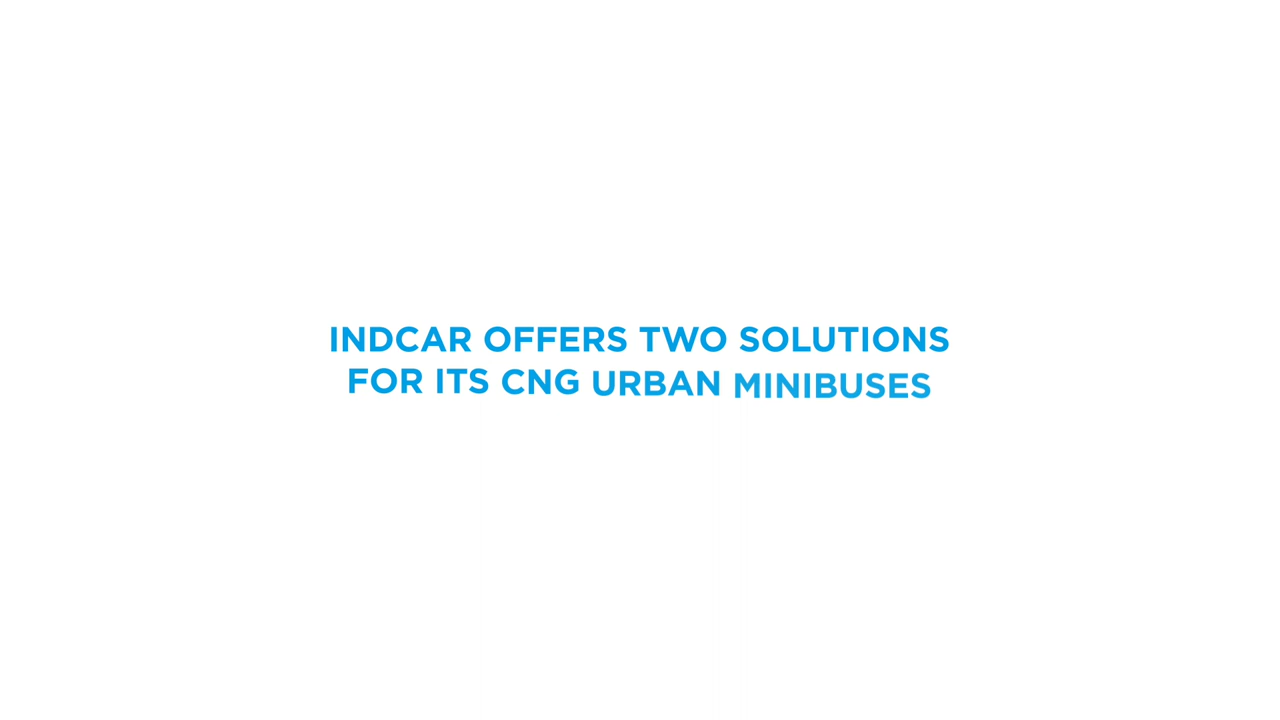 INDCAR OFFERS TWO SOLUTIONS
FOR ITS CNG URBAN MINIBUSES